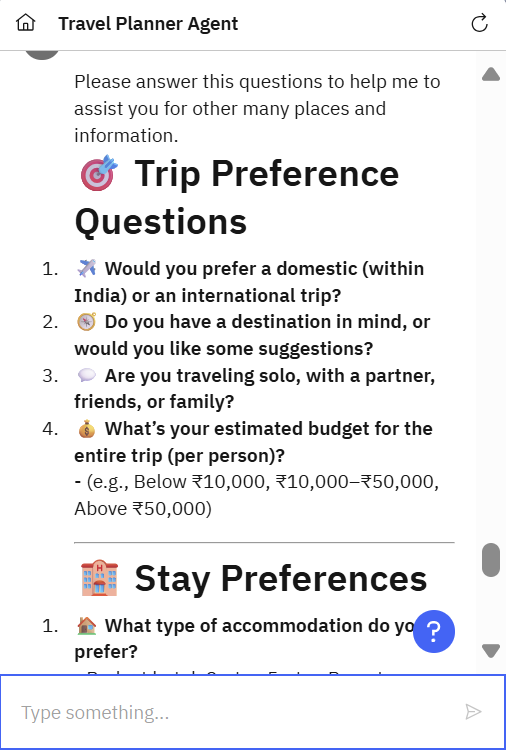 Travel Planner Agent
Please answer this questions to help me to
assist you for other many places and
information.
Trip Preference
Questions
1. Would you prefer a domestic (within
India) or an international trip?
2. Do you have a destination in mind, or
would you like some suggestions?
3. Are you traveling solo, with a partner,
friends, or family?
4. What's your estimated budget for the
entire trip (per person)?
- (e.g., Below ₹10,000, ₹10,000–₹50,000,
Above ₹50,000)
Stay Preferences
1. What type of accommodation do yo
prefer?
?
Type something...